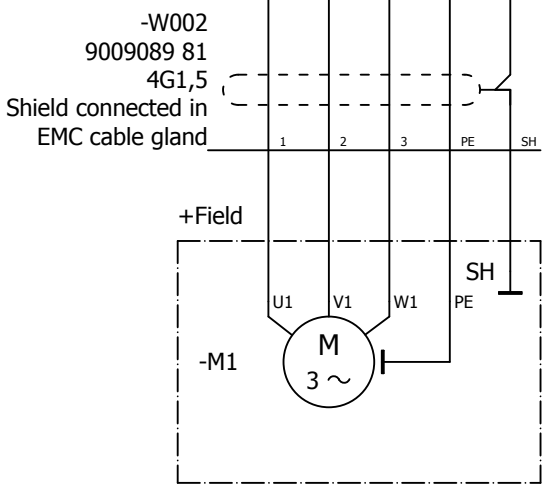 -W002
9009089 81
4G1,5
Shield connected in
EMC cable gland
1 2 3 PE SH
+Field
SH
U1 V1 W1 PE
-M1
M
3 ~